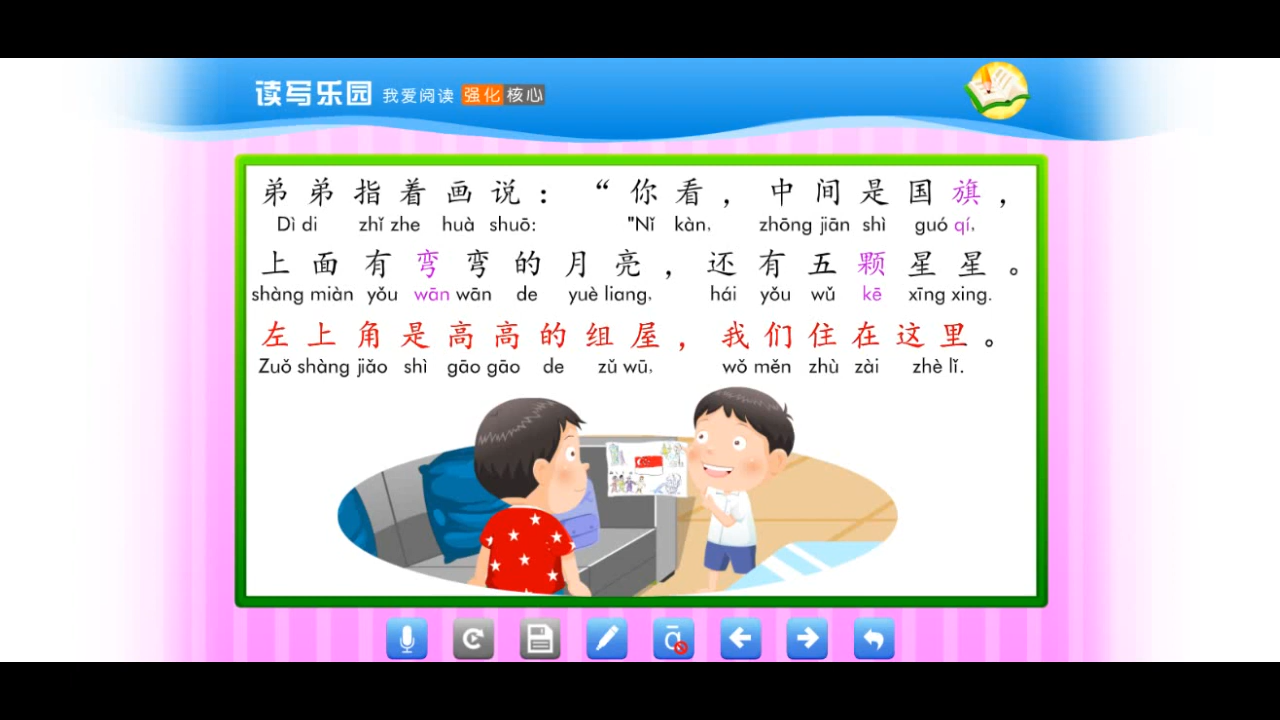 读写乐园 我爱阅读 强化 核心
弟弟指着画说：“你看，中间是国旗，
Dì di zhǐ zhe huà shuō: "Nǐ kàn, zhōng jiān shì guó qí,
上面有弯弯的月亮，还有五颗星星。
shàng miàn yǒu wān wān de yuè liang, hái yǒu wǔ kē xīng xing.
左上角是高高的组屋，我们住在这里。
Zuǒ shàng jiǎo shì gāo gāo de zǔ wū, wǒ měn zhù zài zhè lǐ.
ā